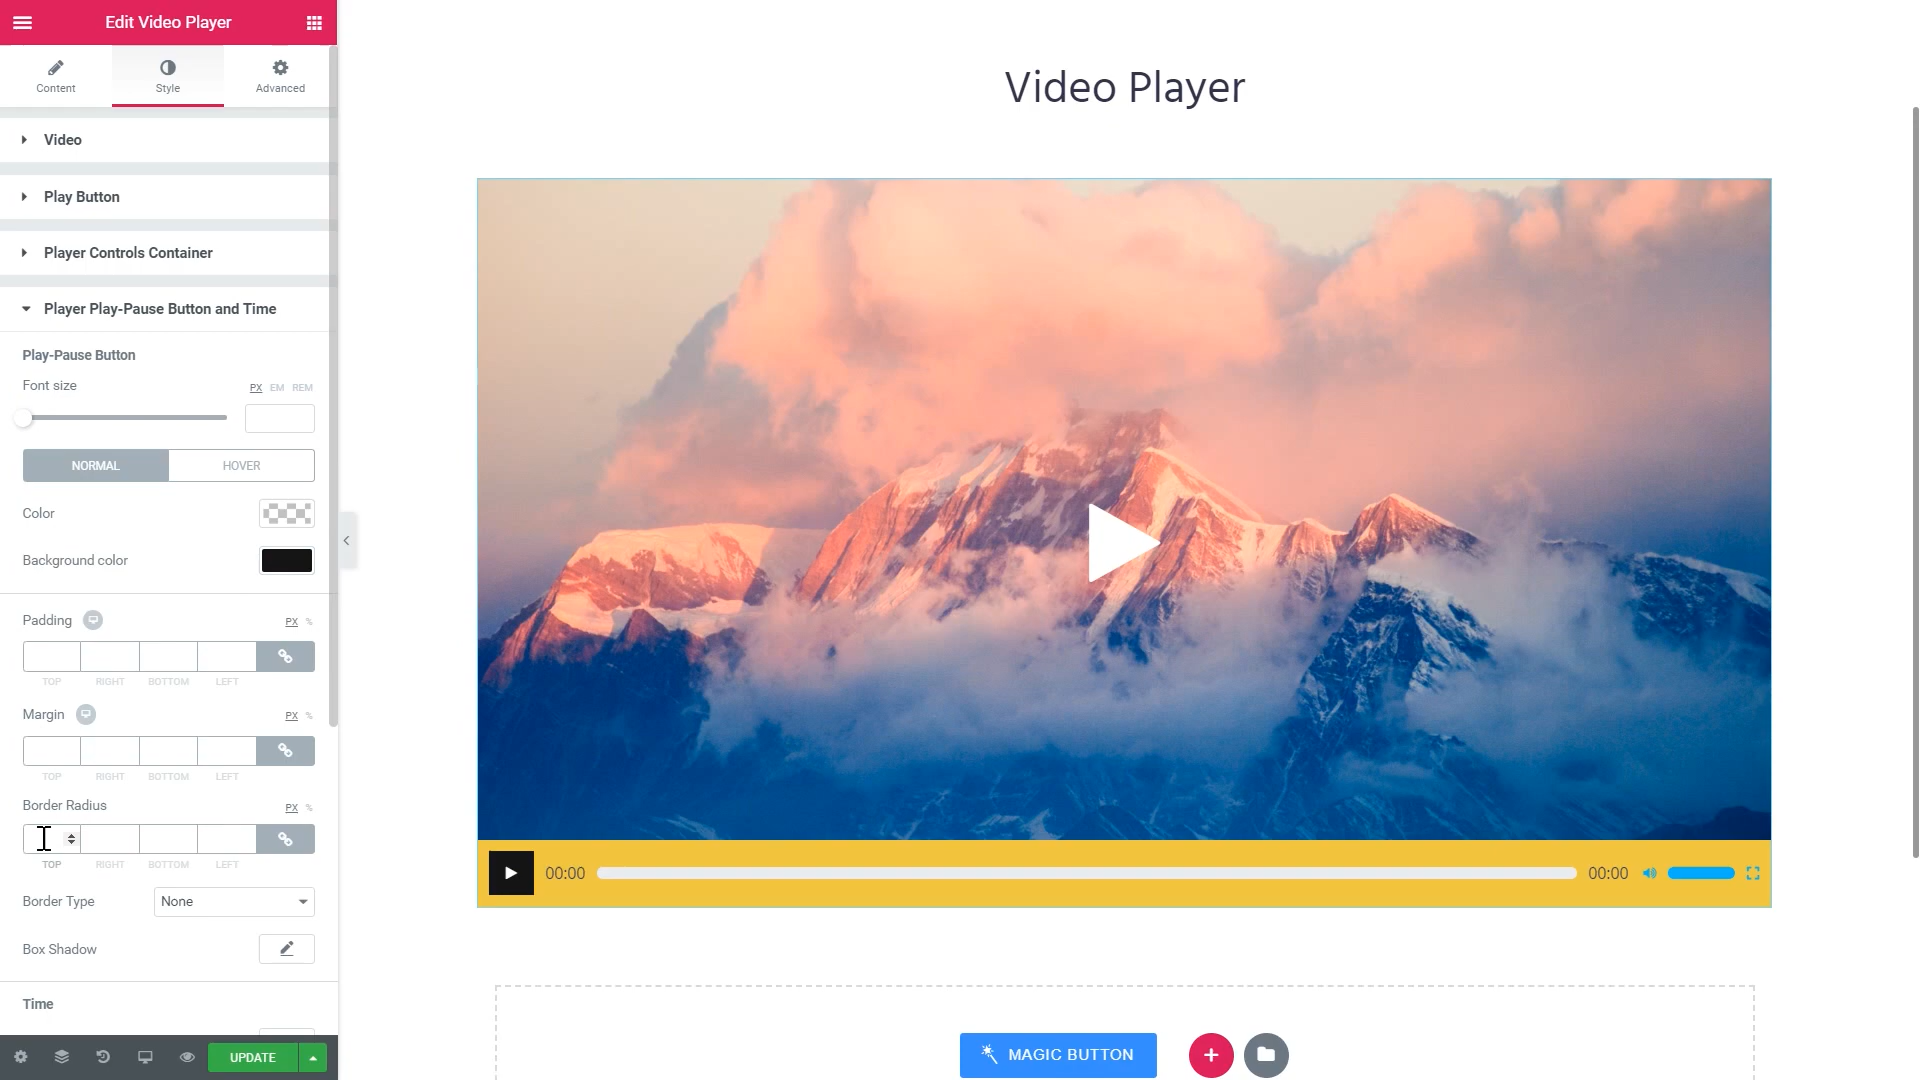 Edit Video Player
Content
Style
Advanced
Video
Play Button
Player Controls Container
Player Play-Pause Button and Time
Play-Pause Button
Font size
PX EM REM
NORMAL
HOVER
Color
Background color
Padding
PX %
TOP RIGHT BOTTOM LEFT
Margin
PX %
TOP RIGHT BOTTOM LEFT
Border Radius
PX %
TOP RIGHT BOTTOM LEFT
Border Type
None
Box Shadow
Time
UPDATE
Video Player
00:00
00:00
MAGIC BUTTON